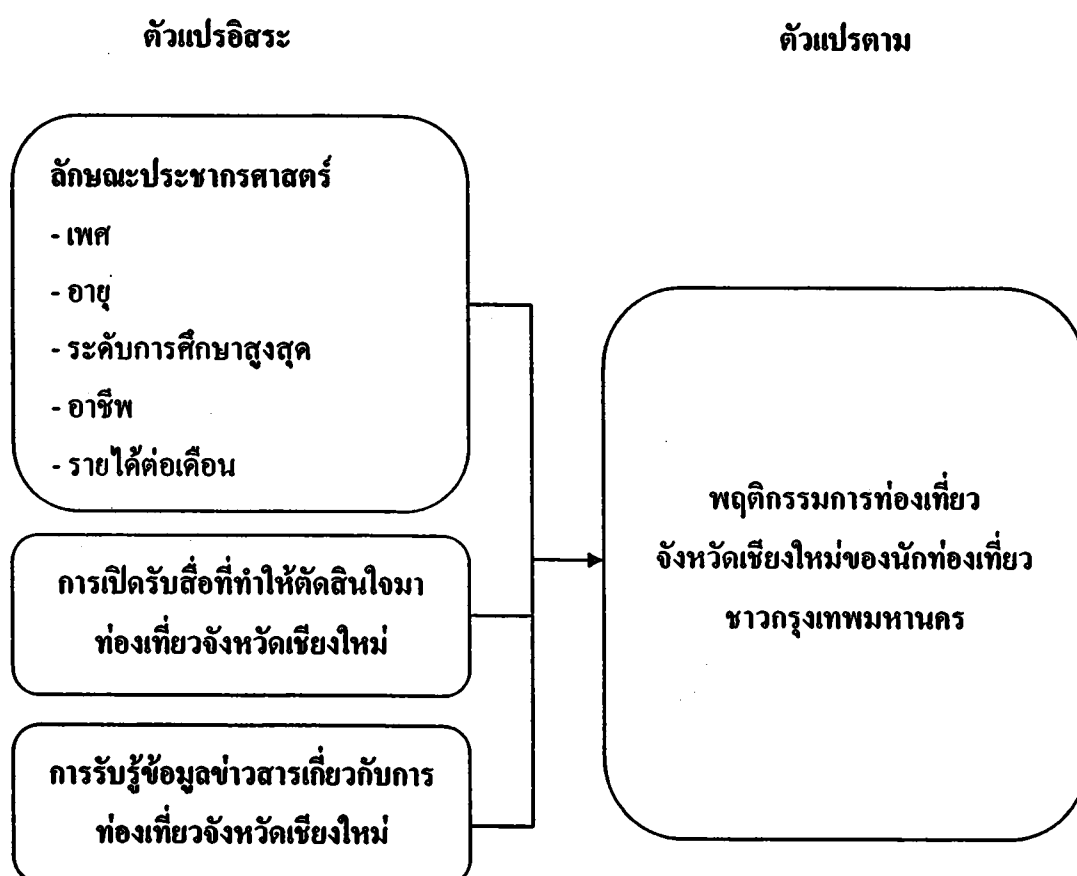 ตัวแปรอิสระ
ตัวแปรตาม
ลักษณะประชากรศาสตร์
- เพศ
- อายุ
- ระดับการศึกษาสูงสุด
- อาชีพ
- รายได้ต่อเดือน
การเปิดรับสื่อที่ทำให้ตัดสินใจมา
ท่องเที่ยวจังหวัดเชียงใหม่
การรับรู้ข้อมูลข่าวสารเกี่ยวกับการ
ท่องเที่ยวจังหวัดเชียงใหม่
พฤติกรรมการท่องเที่ยว
จังหวัดเชียงใหม่ของนักท่องเที่ยว
ชาวกรุงเทพมหานคร